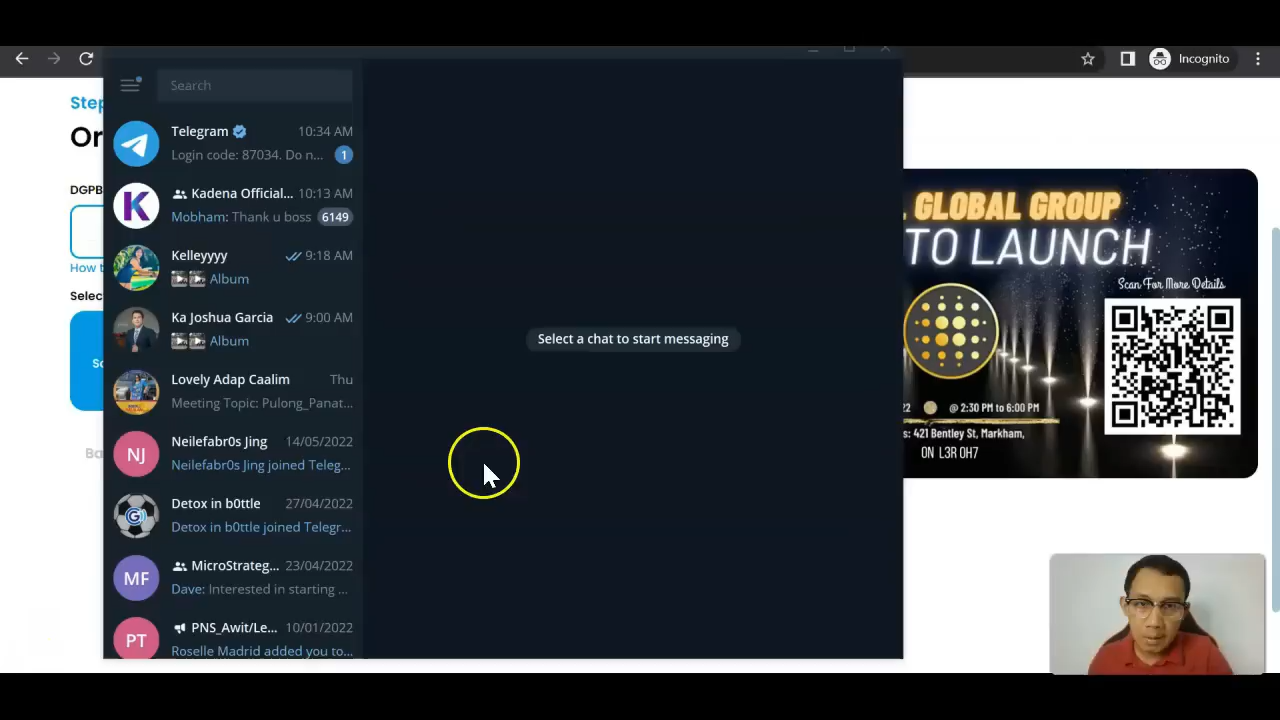 Incognito
Step
Or
DGPB
How t
Select
Sc
Ba
Search
Telegram 10:34 AM
Login code: 87034. Do n... 1
K
Kadena Official... 10:13 AM
Mobham: Thank u boss 6149
Kelleyyyy 9:18 AM
Album
Ka Joshua Garcia 9:00 AM
Album
Lovely Adap Caalim Thu
Meeting Topic: Pulong_Panat...
NJ
Neilefabr0s Jing 14/05/2022
Neilefabr0s Jing joined Teleg...
G
Detox in b0ttle 27/04/2022
Detox in b0ttle joined Telegr...
MF
MicroStrateg... 23/04/2022
Dave: Interested in starting ...
PT
PNS_Awit/Le... 10/01/2022
Roselle Madrid added you to...
Select a chat to start messaging
L GLOBAL GROUP
TO LAUNCH
Scan For More Details
22 @ 2:30 PM to 6:00 PM
s: 421 Bentley St, Markham,
ON L3R 0H7